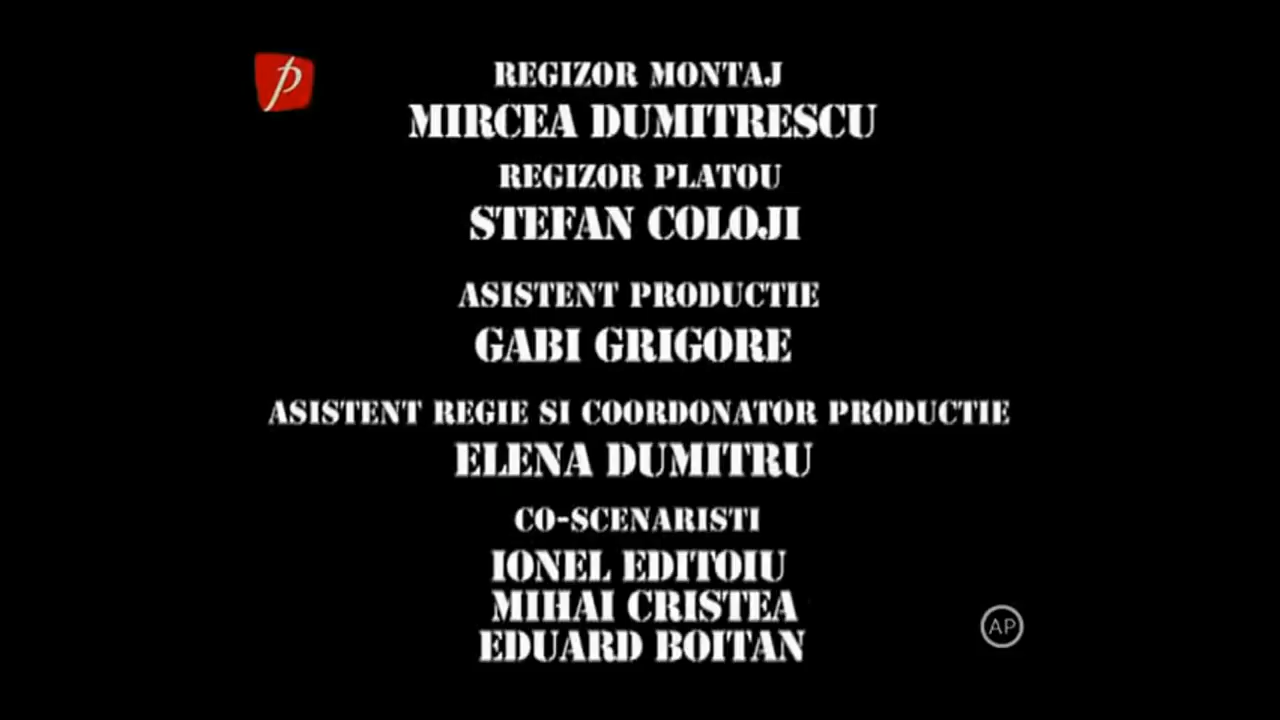 p
REGIZOR MONTAJ
MIRCEA DUMITRESCU
REGIZOR PLATOU
STEFAN COLOJI
ASISTENT PRODUCTIE
GABI GRIGORE
ASISTENT REGIE SI COORDONATOR PRODUCTIE
ELENA DUMITRU
CO-SCENARISTI
IONEL EDITOIU
MIHAI CRISTEA
EDUARD BOITAN
AP